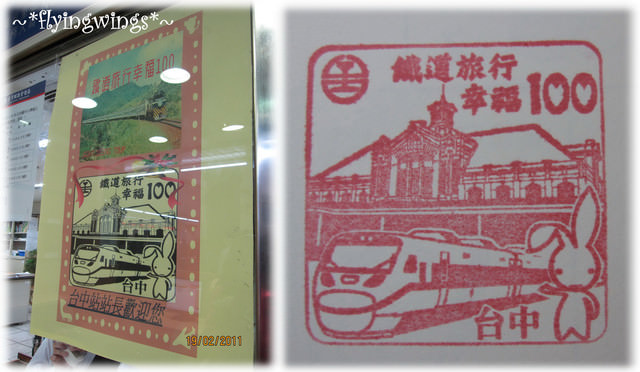 ~*flyingwings*~
鐵道旅行幸福100
鐵道旅行
幸福100
台中
台中站站長歡迎您
19/02/2011
~*flyingwings*~
鐵道旅行
幸福100
台中